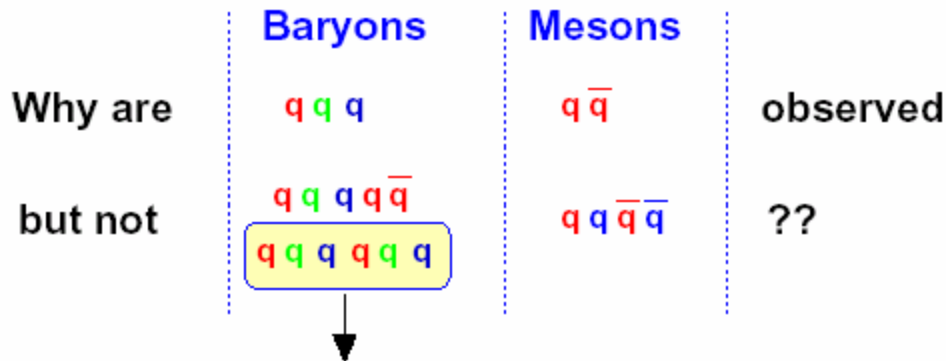 Baryons Mesons
Why are q q q q q̅ observed
but not q q q q q̅ q q q̅ q̅ ??
q q q q q q